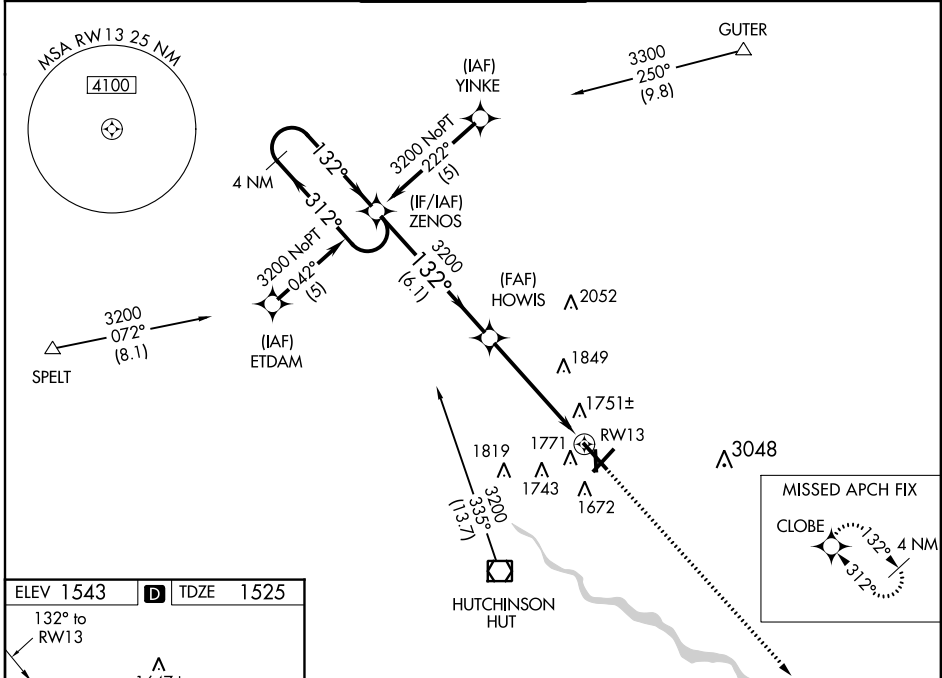 MSA RW13 25 NM
4100
GUTER
3300
250°
(9.8)
(IAF)
YINKE
3200 NoPT
222°
(5)
4 NM
132°
312°
(IF/IAF)
ZENOS
3200 NoPT
042°
(5)
3200
132°
(6.1)
(FAF)
HOWIS
2052
3200
072°
(8.1)
SPELT
(IAF)
ETDAM
1849
1751±
RW13
1819
1771
1743
1672
3048
3200
335°
(13.7)
HUTCHINSON
HUT
MISSED APCH FIX
CLOBE
132°
4 NM
312°
ELEV 1543
D
TDZE 1525
132° to
RW13